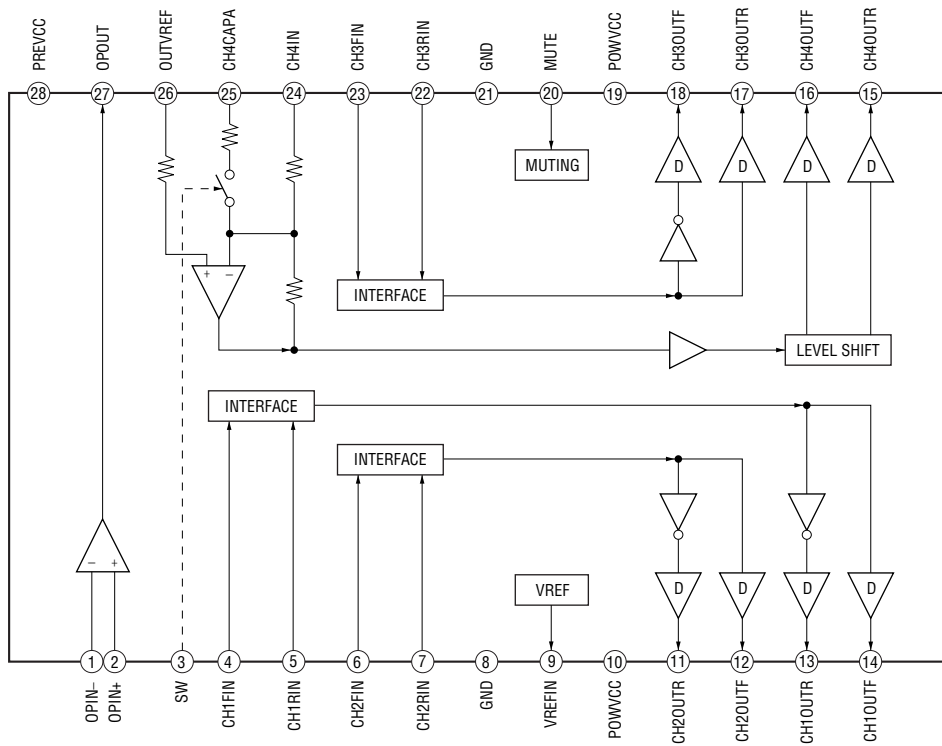 PREVCC
OPOUT
OUTVREF
CH4CAPA
CH4IN
CH3FIN
CH3RIN
GND
MUTE
POWVCC
CH3OUTF
CH3OUTR
CH4OUTF
CH4OUTR
28
27
26
25
24
23
22
21
20
19
18
17
16
15
MUTING
D
D
D
D
+ −
INTERFACE
LEVEL SHIFT
INTERFACE
INTERFACE
− +
VREF
D
D
D
D
1
2
3
4
5
6
7
8
9
10
11
12
13
14
OPIN−
OPIN+
SW
CH1FIN
CH1RIN
CH2FIN
CH2RIN
GND
VREFIN
POWVCC
CH2OUTR
CH2OUTF
CH1OUTR
CH1OUTF